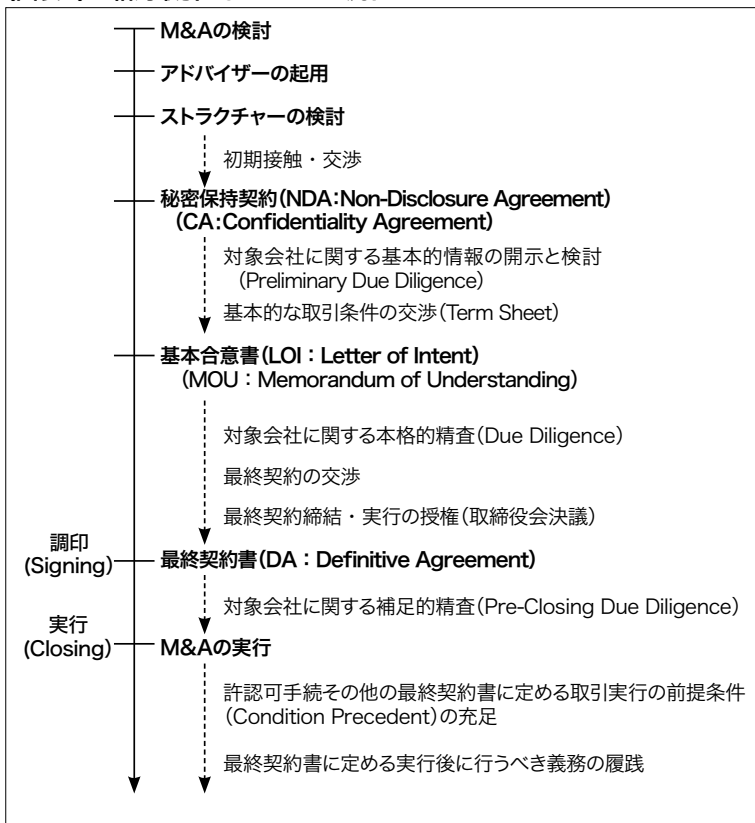 M&Aの検討
アドバイザーの起用
ストラクチャーの検討
初期接触・交渉
秘密保持契約(NDA:Non-Disclosure Agreement)
(CA:Confidentiality Agreement)
対象会社に関する基本的情報の開示と検討
(Preliminary Due Diligence)
基本的な取引条件の交渉(Term Sheet)
基本合意書(LOI:Letter of Intent)
(MOU:Memorandum of Understanding)
対象会社に関する本格的精査(Due Diligence)
最終契約の交渉
最終契約締結・実行の授権(取締役会決議)
調印
(Signing)
最終契約書(DA:Definitive Agreement)
対象会社に関する補足的精査(Pre-Closing Due Diligence)
実行
(Closing)
M&Aの実行
許認可手続その他の最終契約書に定める取引実行の前提条件
(Condition Precedent)の充足
最終契約書に定める実行後に行うべき義務の履践